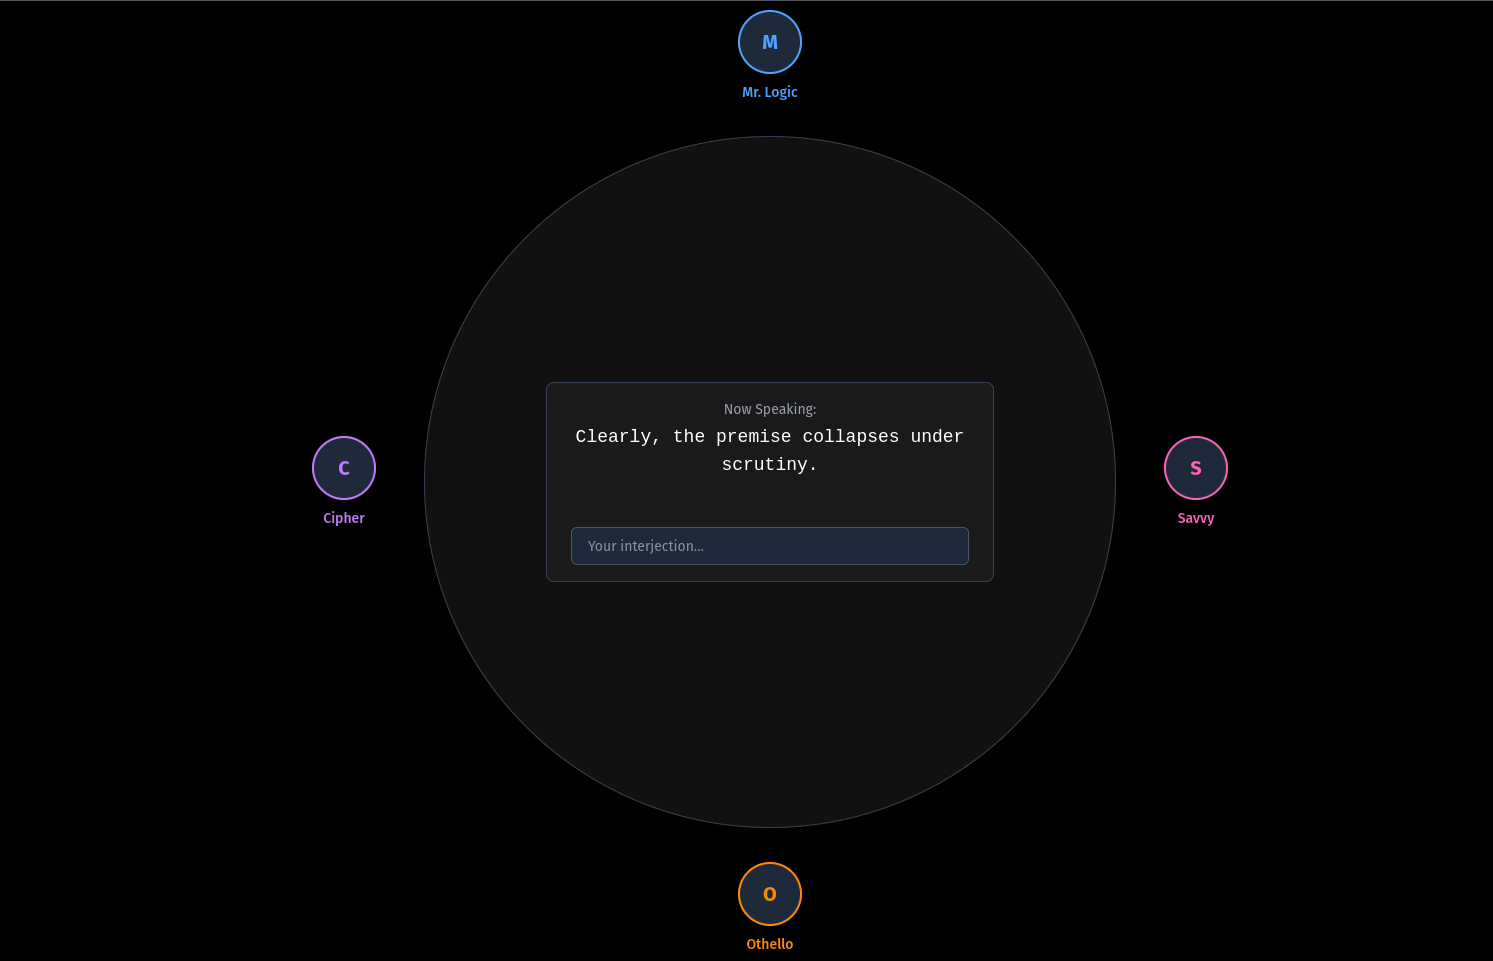 M
Mr. Logic
Now Speaking:
Clearly, the premise collapses under
scrutiny.
C
Cipher
S
Savvy
Your interjection...
O
Othello